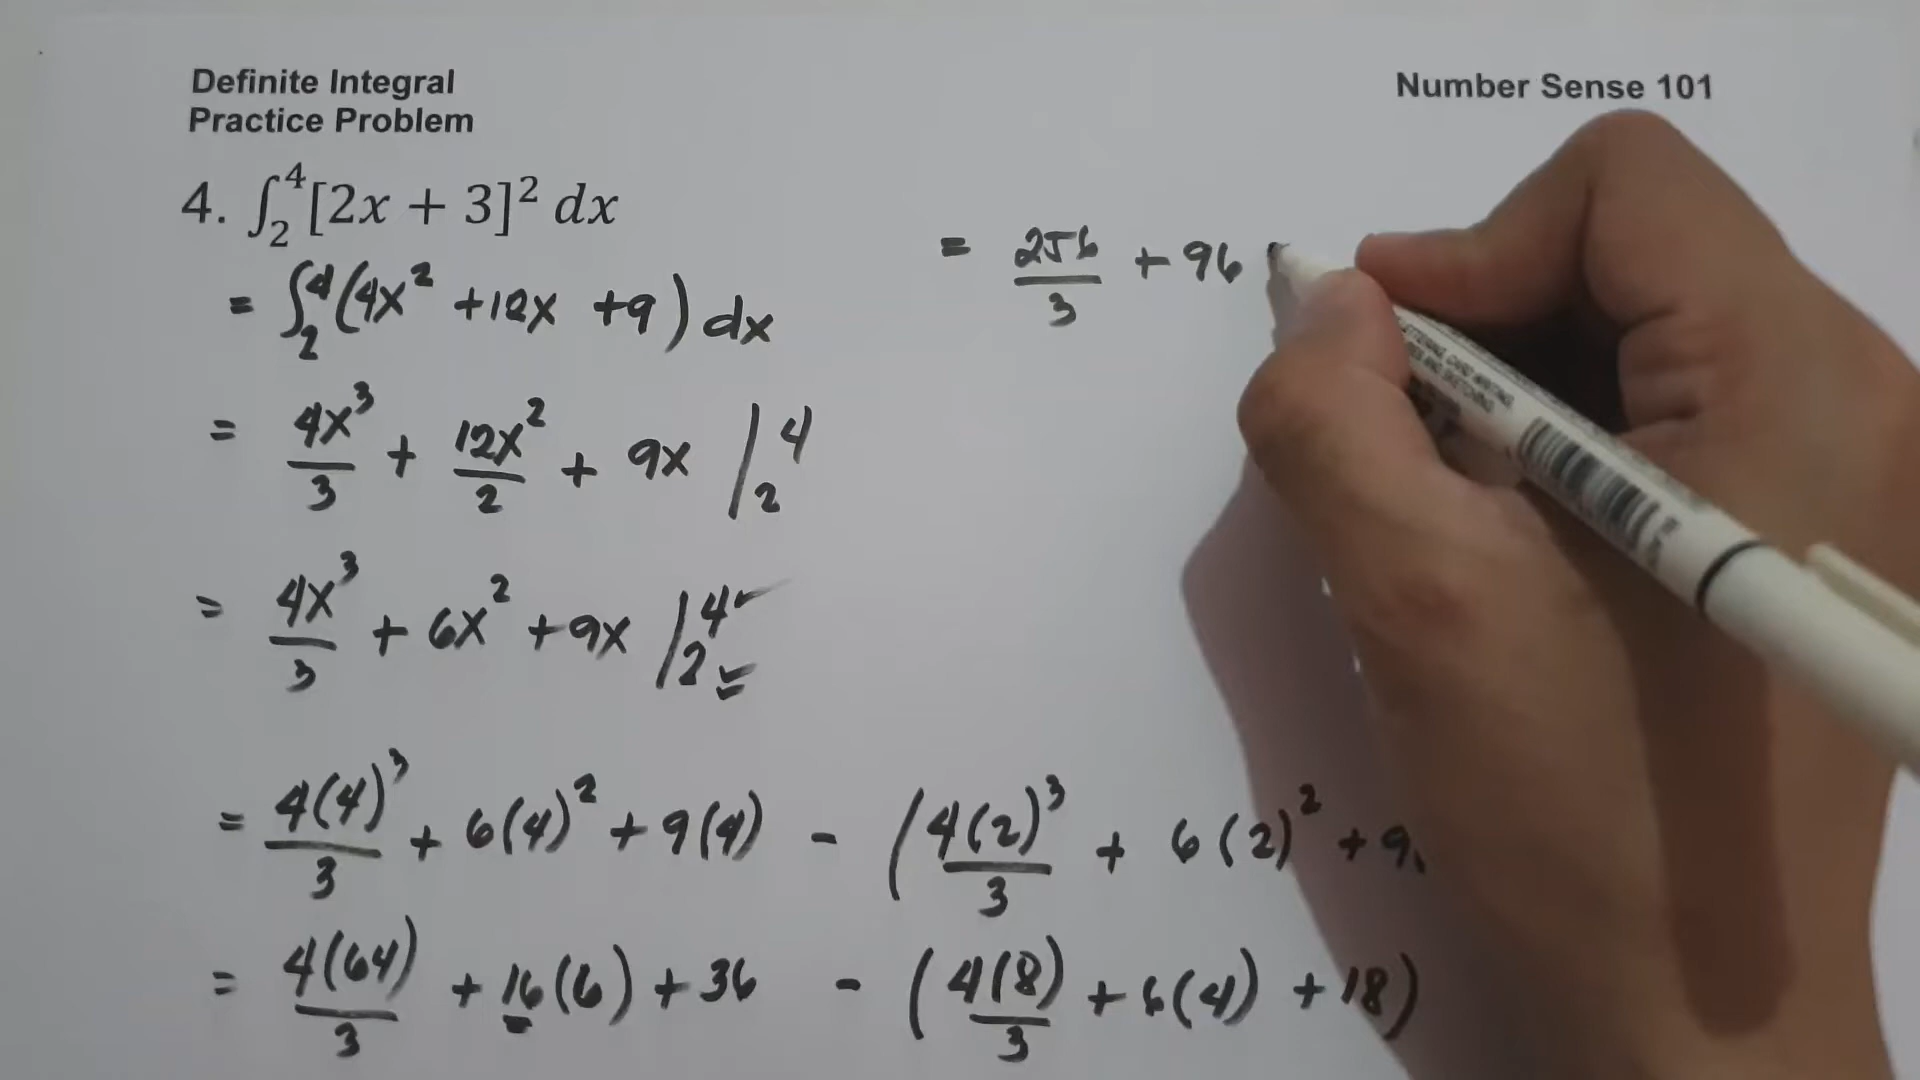 Definite Integral
Practice Problem
Number Sense 101
4. ∫₂⁴[2x + 3]² dx
= ∫₂⁴(4x² + 12x + 9) dx
= 4x³/3 + 12x²/2 + 9x |₂⁴
= 4x³/3 + 6x² + 9x |₂⁴
= 4(4)³/3 + 6(4)² + 9(4) - (4(2)³/3 + 6(2)² + 9
= 4(64)/3 + 16(6) + 36 - (4(8)/3 + 6(4) + 18)
= 256/3 + 96